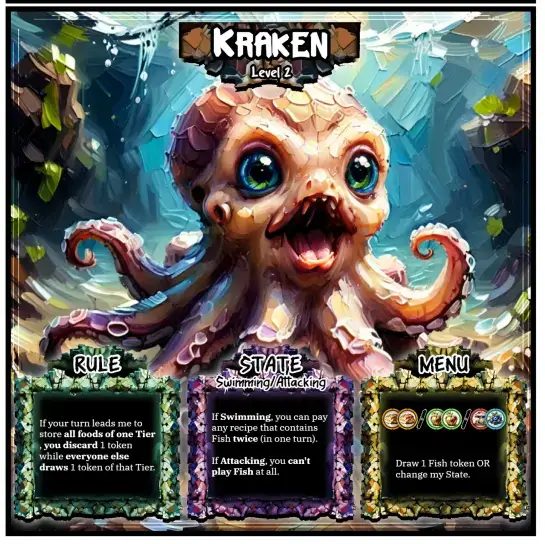 KRAKEN
Level 2
RULE
If your turn leads me to
store all foods of one Tier
, you discard 1 token
while everyone else
draws 1 token of that Tier.
STATE
Swimming/Attacking
If Swimming, you can pay
any recipe that contains
Fish twice (in one turn).
If Attacking, you can't
play Fish at all.
MENU
/ /
Draw 1 Fish token OR
change my State.